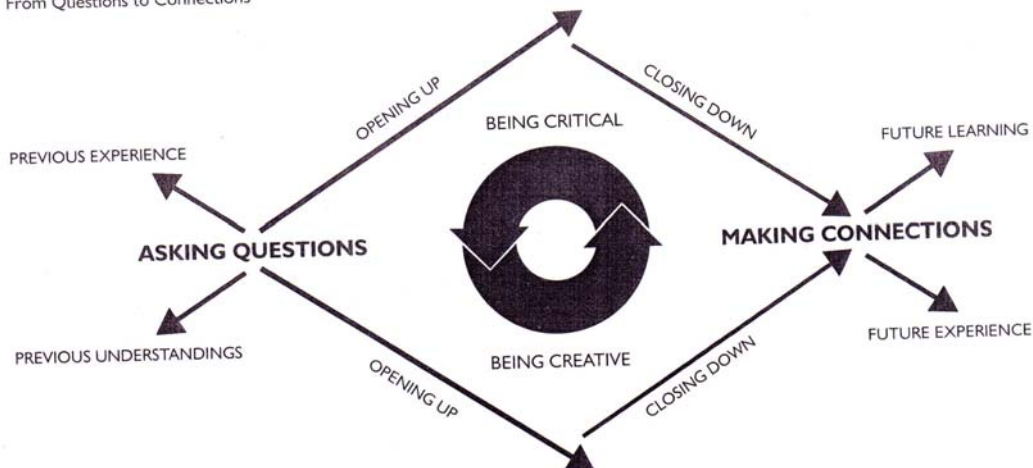 From Questions to Connections
OPENING UP
CLOSING DOWN
BEING CRITICAL
FUTURE LEARNING
PREVIOUS EXPERIENCE
ASKING QUESTIONS
MAKING CONNECTIONS
PREVIOUS UNDERSTANDINGS
BEING CREATIVE
FUTURE EXPERIENCE
OPENING UP
CLOSING DOWN